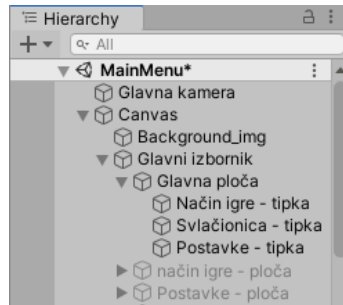 Hierarchy
All
MainMenu*
Glavna kamera
Canvas
Background_img
Glavni izbornik
Glavna ploča
Način igre - tipka
Svlačionica - tipka
Postavke - tipka
način igre - ploča
Postavke - ploča